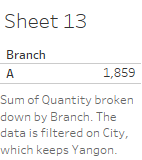 Sheet 13
Branch
A 1,859
Sum of Quantity broken
down by Branch. The
data is filtered on City,
which keeps Yangon.